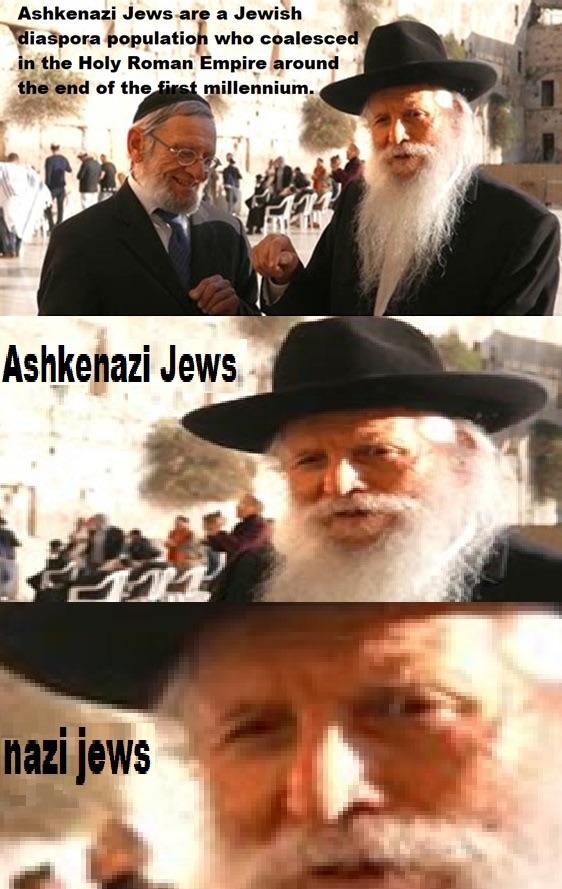 Ashkenazi Jews are a Jewish
diaspora population who coalesced
in the Holy Roman Empire around
the end of the first millennium.
Ashkenazi Jews
nazi jews